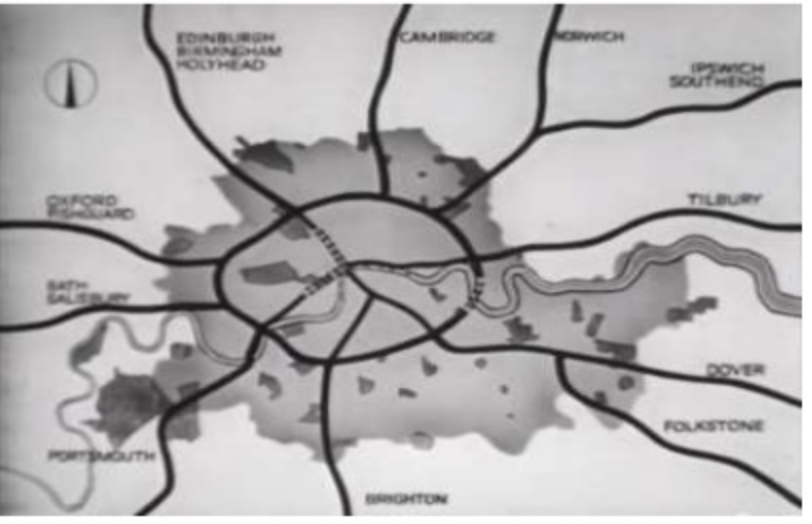 EDINBURGH
BIRMINGHAM
HOLYHEAD
CAMBRIDGE
NORWICH
IPSWICH
SOUTHEND
OXFORD
FISHGUARD
TILBURY
BATH
SALISBURY
DOVER
FOLKSTONE
PORTSMOUTH
BRIGHTON